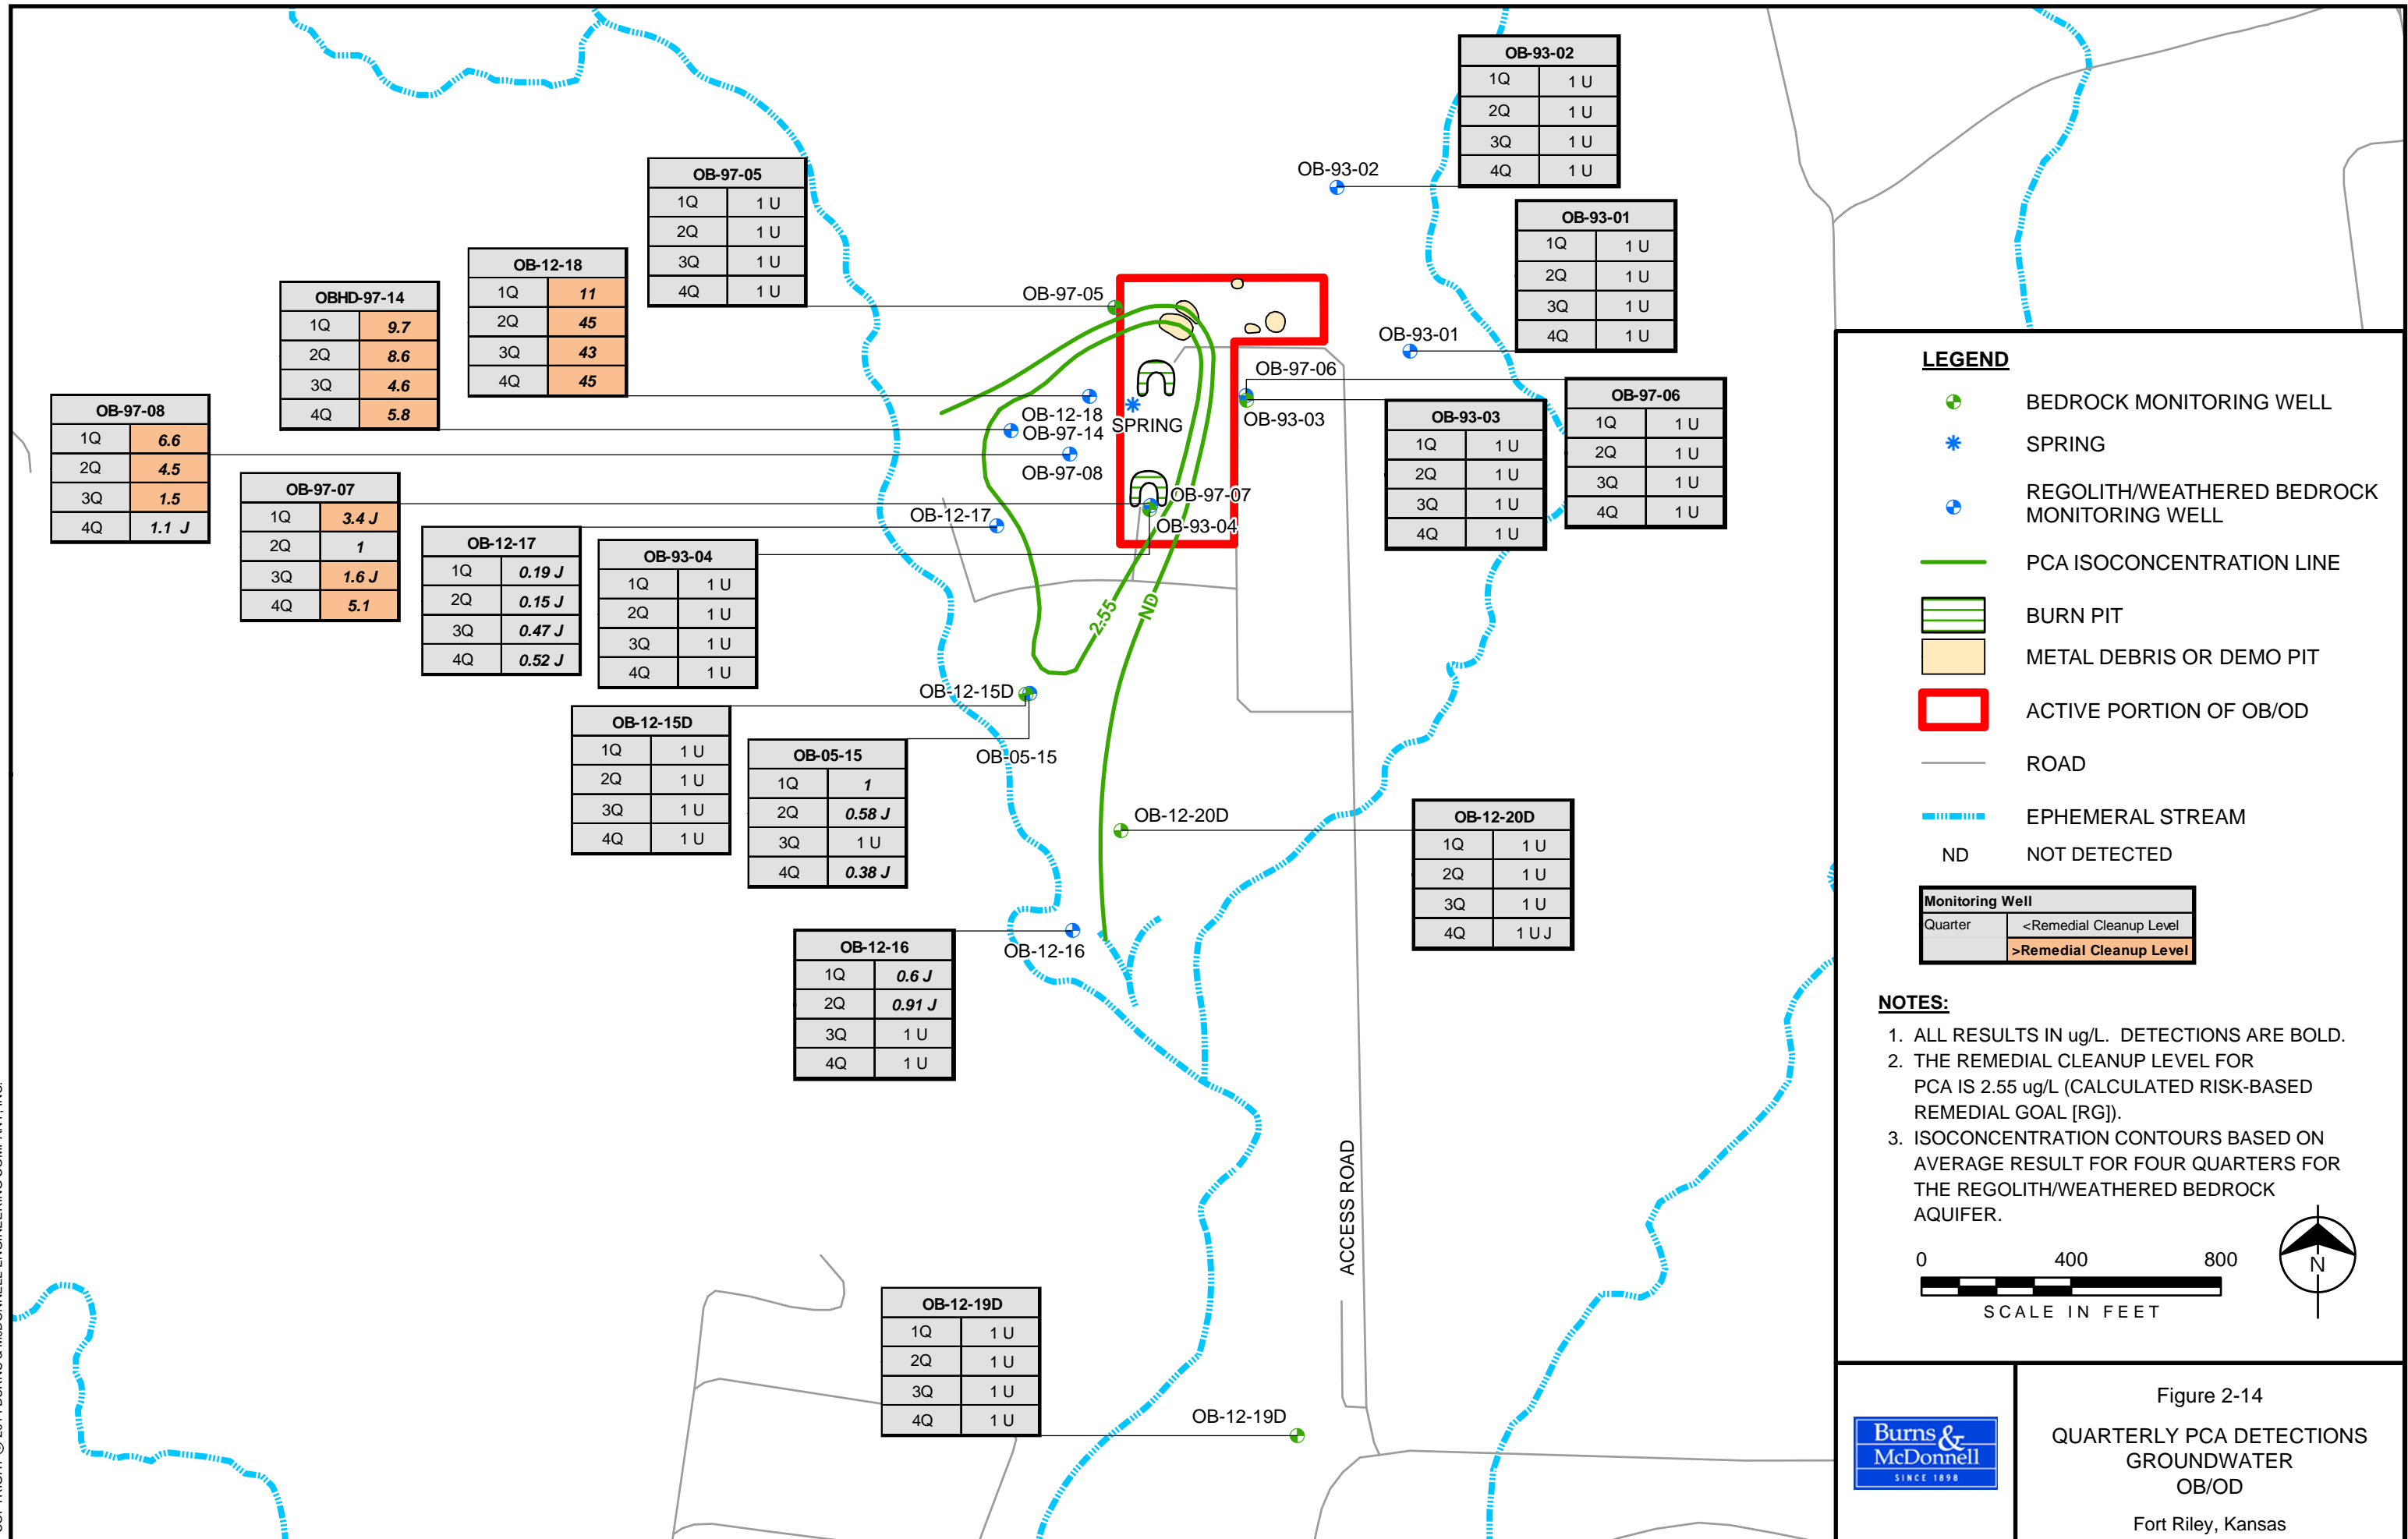 OB-93-02
1Q 1 U
2Q 1 U
3Q 1 U
4Q 1 U
OB-93-02
OB-97-05
1Q 1 U
2Q 1 U
3Q 1 U
4Q 1 U
OB-93-01
1Q 1 U
2Q 1 U
3Q 1 U
4Q 1 U
OB-12-18
1Q 11
2Q 45
3Q 43
4Q 45
OBHD-97-14
1Q 9.7
2Q 8.6
3Q 4.6
4Q 5.8
OB-97-05
OB-93-01
OB-97-06
OB-93-03
OB-97-06
1Q 1 U
2Q 1 U
3Q 1 U
4Q 1 U
OB-93-03
1Q 1 U
2Q 1 U
3Q 1 U
4Q 1 U
OB-97-08
1Q 6.6
2Q 4.5
3Q 1.5
4Q 1.1 J
OB-12-18
SPRING
OB-97-14
OB-97-08
OB-97-07
1Q 3.4 J
2Q 1
3Q 1.6 J
4Q 5.1
OB-97-07
OB-12-17
OB-93-04
OB-12-17
1Q 0.19 J
2Q 0.15 J
3Q 0.47 J
4Q 0.52 J
OB-93-04
1Q 1 U
2Q 1 U
3Q 1 U
4Q 1 U
2.55
ND
OB-12-15D
OB-12-15D
1Q 1 U
2Q 1 U
3Q 1 U
4Q 1 U
OB-05-15
1Q 1
2Q 0.58 J
3Q 1 U
4Q 0.38 J
OB-05-15
OB-12-20D
OB-12-20D
1Q 1 U
2Q 1 U
3Q 1 U
4Q 1 U J
OB-12-16
OB-12-16
1Q 0.6 J
2Q 0.91 J
3Q 1 U
4Q 1 U
ACCESS ROAD
OB-12-19D
1Q 1 U
2Q 1 U
3Q 1 U
4Q 1 U
OB-12-19D
LEGEND
BEDROCK MONITORING WELL
SPRING
REGOLITH/WEATHERED BEDROCK
MONITORING WELL
PCA ISOCONCENTRATION LINE
BURN PIT
METAL DEBRIS OR DEMO PIT
ACTIVE PORTION OF OB/OD
ROAD
EPHEMERAL STREAM
ND NOT DETECTED
Monitoring Well
Quarter <Remedial Cleanup Level
>Remedial Cleanup Level
NOTES:
1. ALL RESULTS IN ug/L. DETECTIONS ARE BOLD.
2. THE REMEDIAL CLEANUP LEVEL FOR
PCA IS 2.55 ug/L (CALCULATED RISK-BASED
REMEDIAL GOAL [RG]).
3. ISOCONCENTRATION CONTOURS BASED ON
AVERAGE RESULT FOR FOUR QUARTERS FOR
THE REGOLITH/WEATHERED BEDROCK
AQUIFER.
0 400 800
SCALE IN FEET
N
Burns &
McDonnell
SINCE 1898
Figure 2-14
QUARTERLY PCA DETECTIONS
GROUNDWATER
OB/OD
Fort Riley, Kansas